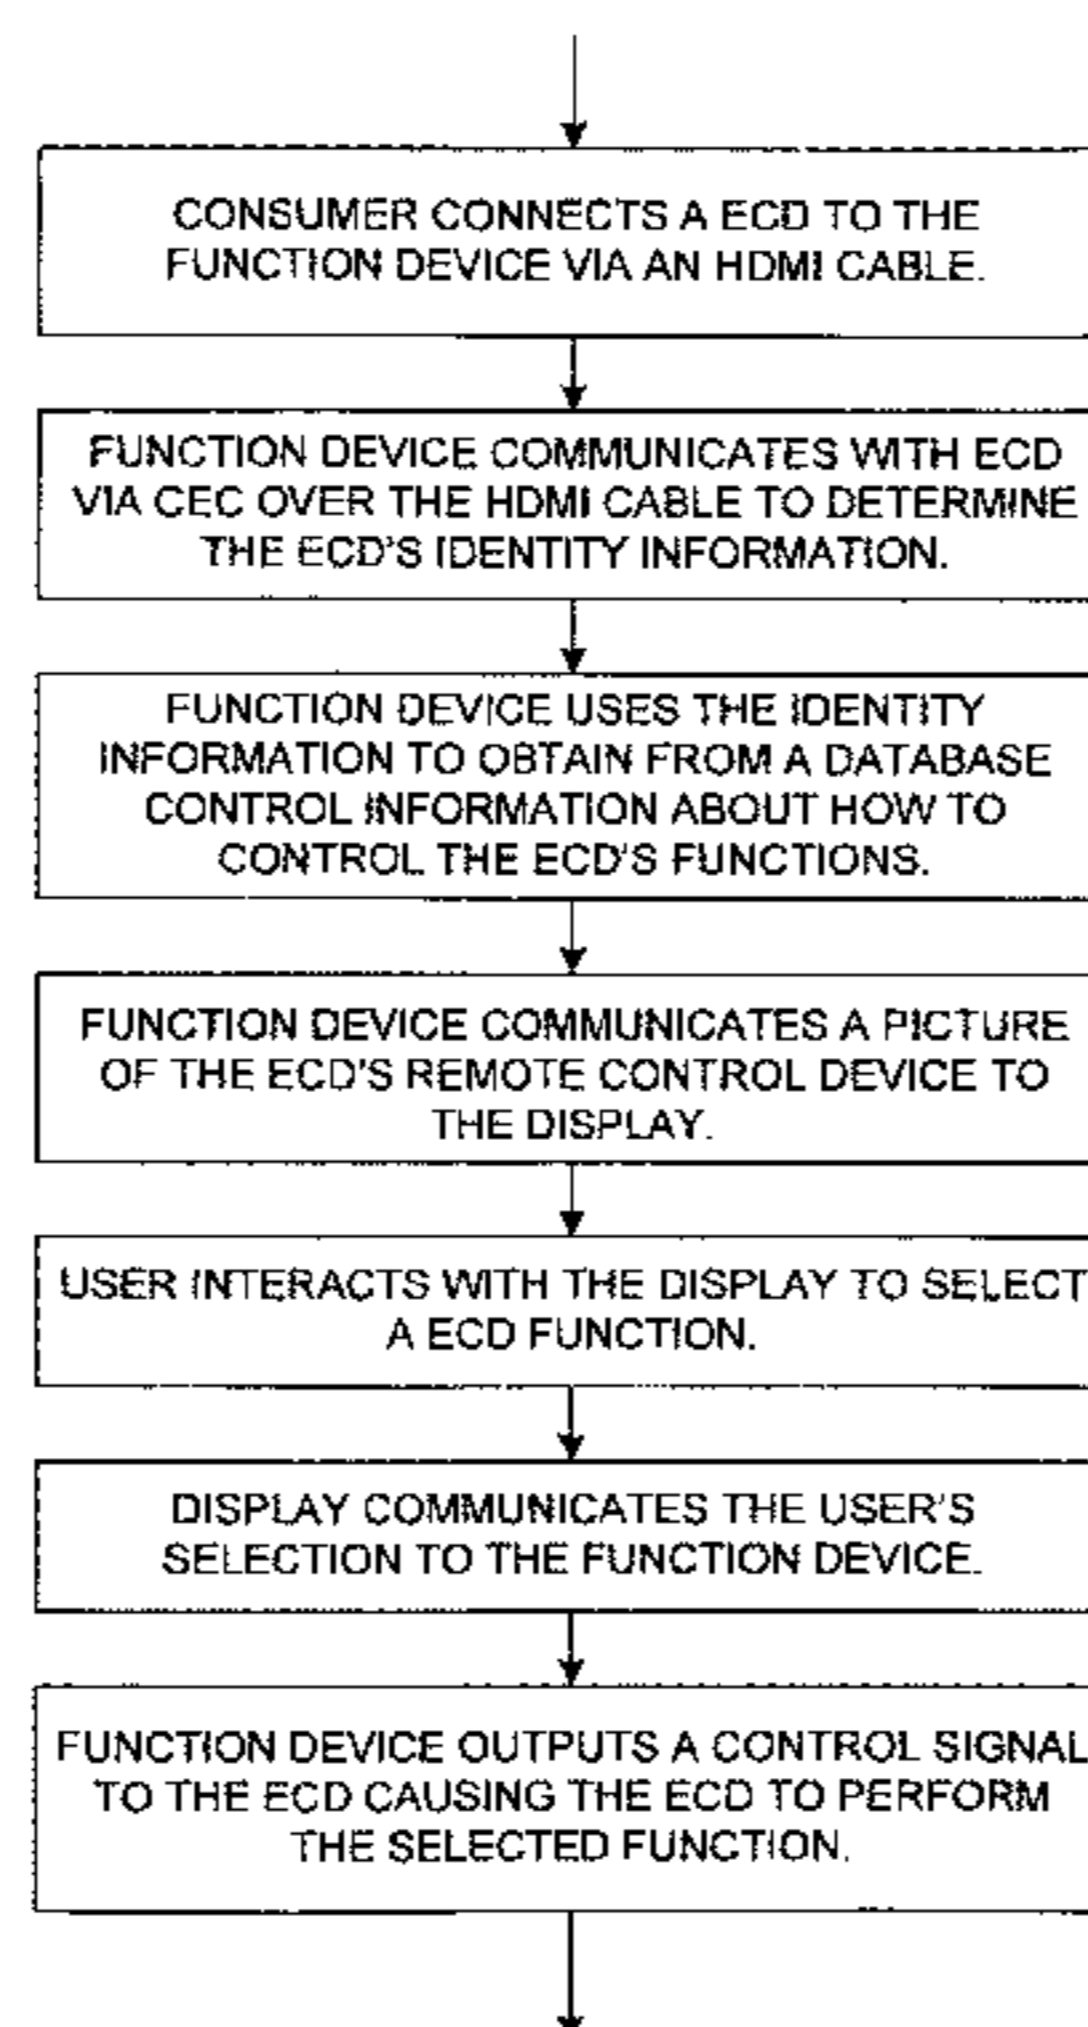 CONSUMER CONNECTS A ECD TO THE
FUNCTION DEVICE VIA AN HDMI CABLE.
FUNCTION DEVICE COMMUNICATES WITH ECD
VIA CEC OVER THE HDMI CABLE TO DETERMINE
THE ECD'S IDENTITY INFORMATION.
FUNCTION DEVICE USES THE IDENTITY
INFORMATION TO OBTAIN FROM A DATABASE
CONTROL INFORMATION ABOUT HOW TO
CONTROL THE ECD'S FUNCTIONS.
FUNCTION DEVICE COMMUNICATES A PICTURE
OF THE ECD'S REMOTE CONTROL DEVICE TO
THE DISPLAY.
USER INTERACTS WITH THE DISPLAY TO SELECT
A ECD FUNCTION.
DISPLAY COMMUNICATES THE USER'S
SELECTION TO THE FUNCTION DEVICE.
FUNCTION DEVICE OUTPUTS A CONTROL SIGNAL
TO THE ECD CAUSING THE ECD TO PERFORM
THE SELECTED FUNCTION.